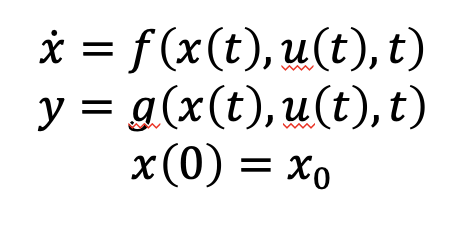 ẋ = f(x(t), u(t), t)
y = g(x(t), u(t), t)
x(0) = x₀